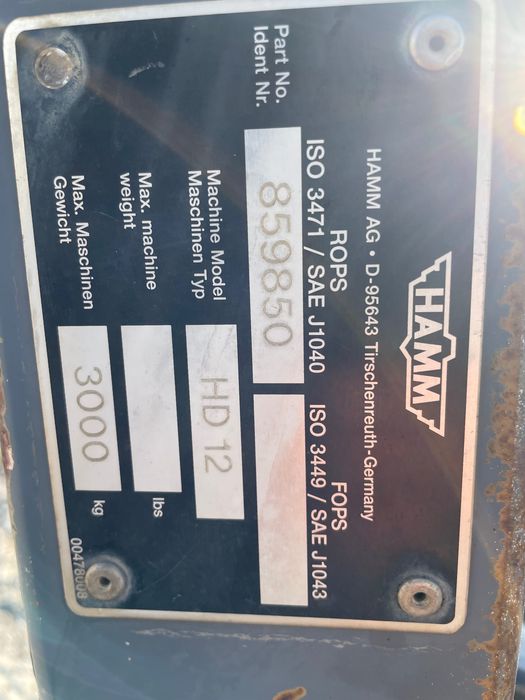 HAMM
HAMM AG • D-95643 Tirschenreuth-Germany
ROPS FOPS
ISO 3471 / SAE J1040 ISO 3449 / SAE J1043
Part No.
Ident Nr.
859850
Machine Model
Maschinen Typ
HD 12
Max. machine
weight
lbs
Max. Maschinen
Gewicht
3000
kg
00478008